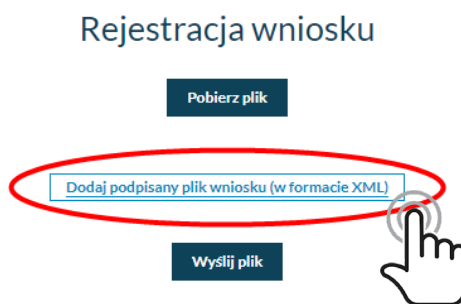 Rejestracja wniosku
Pobierz plik
Dodaj podpisany plik wniosku (w formacie XML)
Wyślij plik